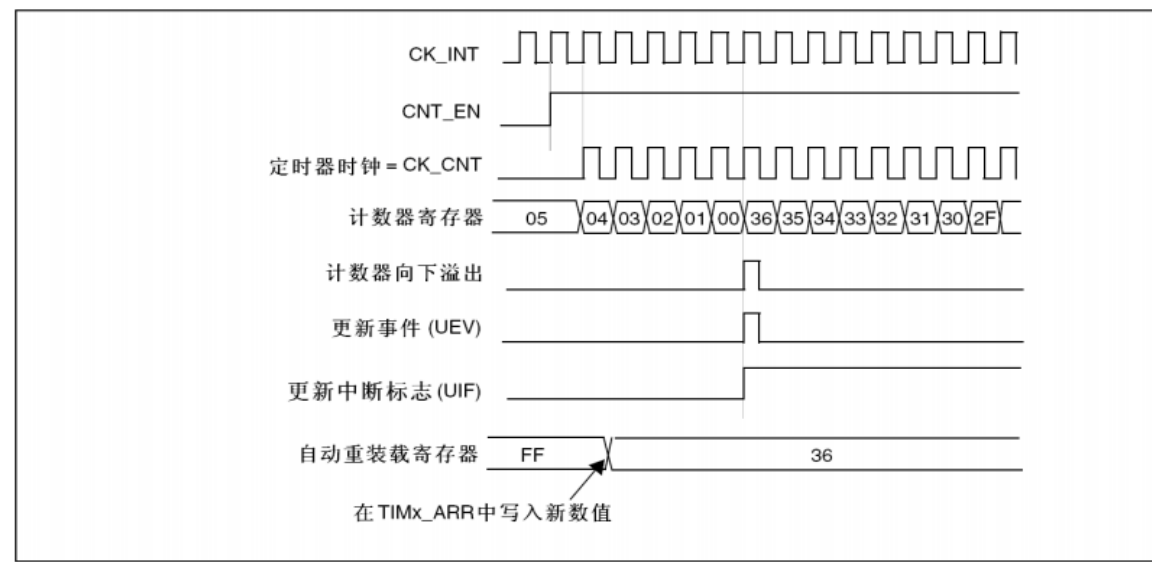 CK_INT
CNT_EN
定时器时钟 = CK_CNT
计数器寄存器 05 04 03 02 01 00 36 35 34 33 32 31 30 2F
计数器向下溢出
更新事件 (UEV)
更新中断标志 (UIF)
自动重装载寄存器 FF 36
在 TIMx_ARR中写入新数值